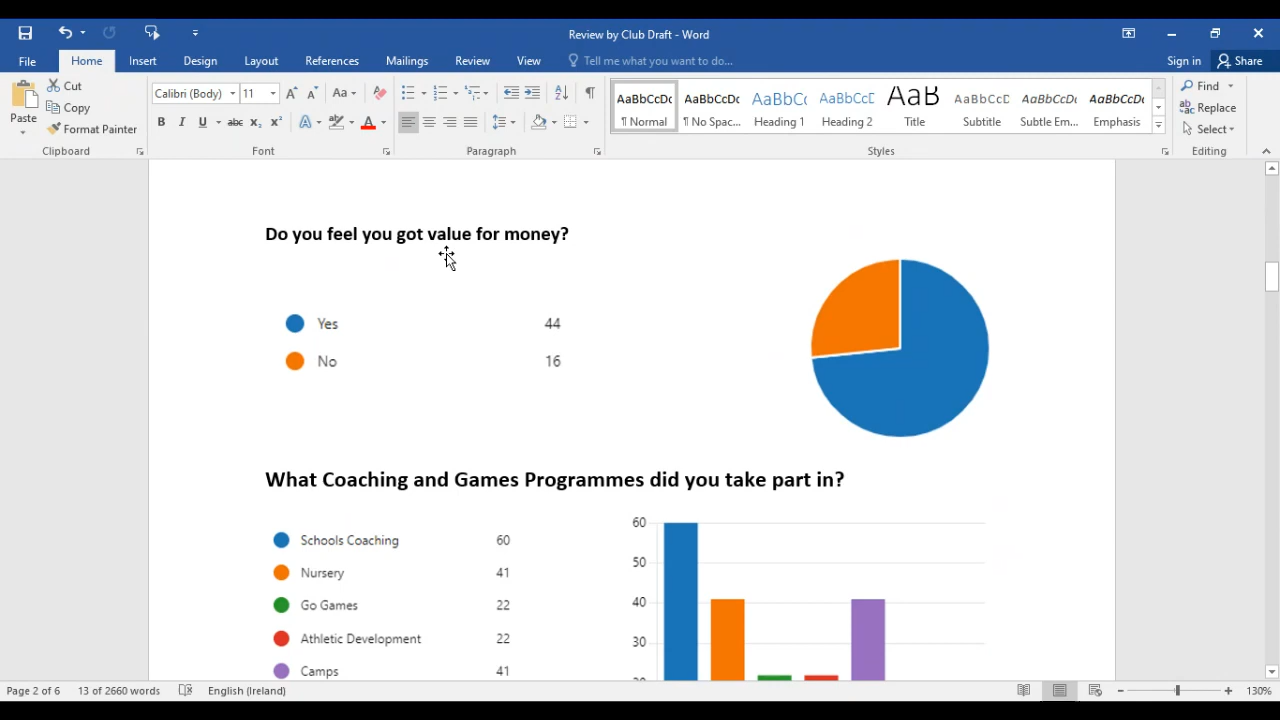 Review by Club Draft - Word
File Home Insert Design Layout References Mailings Review View Tell me what you want to do... Sign in Share
Paste Cut Copy Format Painter
Clipboard
Calibri (Body) 11
Font
Paragraph
AaBbCcDc AaBbCcDc AaBbCc AaBbCcD AaB AaBbCcD AaBbCcDc AaBbCcDc
¶ Normal ¶ No Spac... Heading 1 Heading 2 Title Subtitle Subtle Em... Emphasis
Styles
Find
Replace
Select
Editing
Do you feel you got value for money?
Yes 44
No 16
What Coaching and Games Programmes did you take part in?
Schools Coaching 60
Nursery 41
Go Games 22
Athletic Development 22
Camps 41
60
50
40
30
Page 2 of 6 13 of 2660 words English (Ireland) 130%